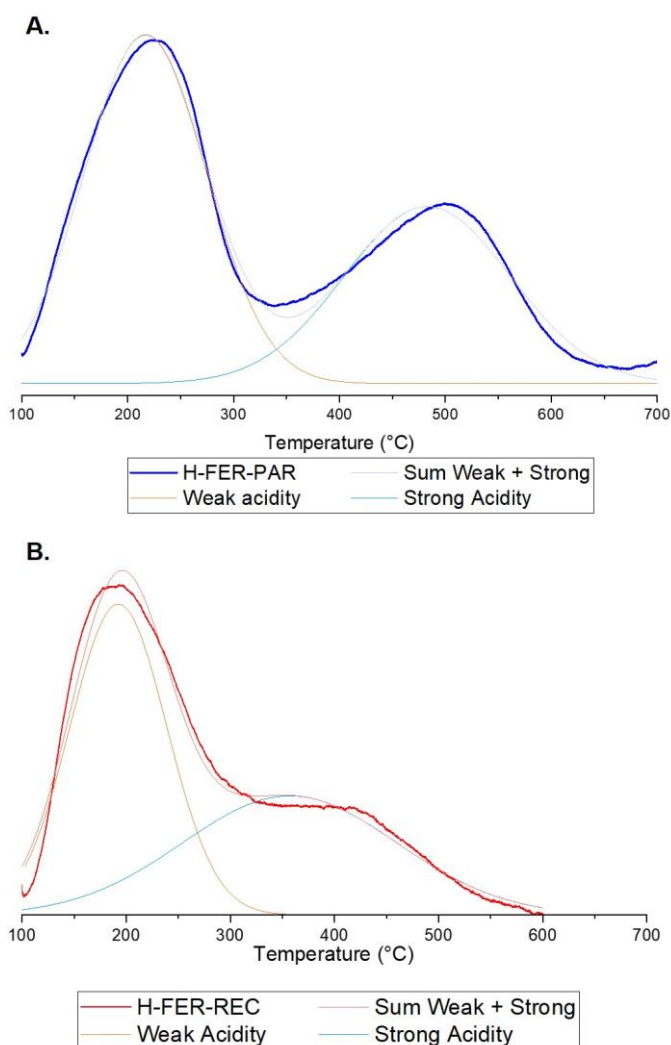 A.
100 200 300 400 500 600 700
Temperature (°C)
H-FER-PAR Sum Weak + Strong
Weak acidity Strong Acidity
B.
100 200 300 400 500 600 700
Temperature (°C)
H-FER-REC Sum Weak + Strong
Weak Acidity Strong Acidity